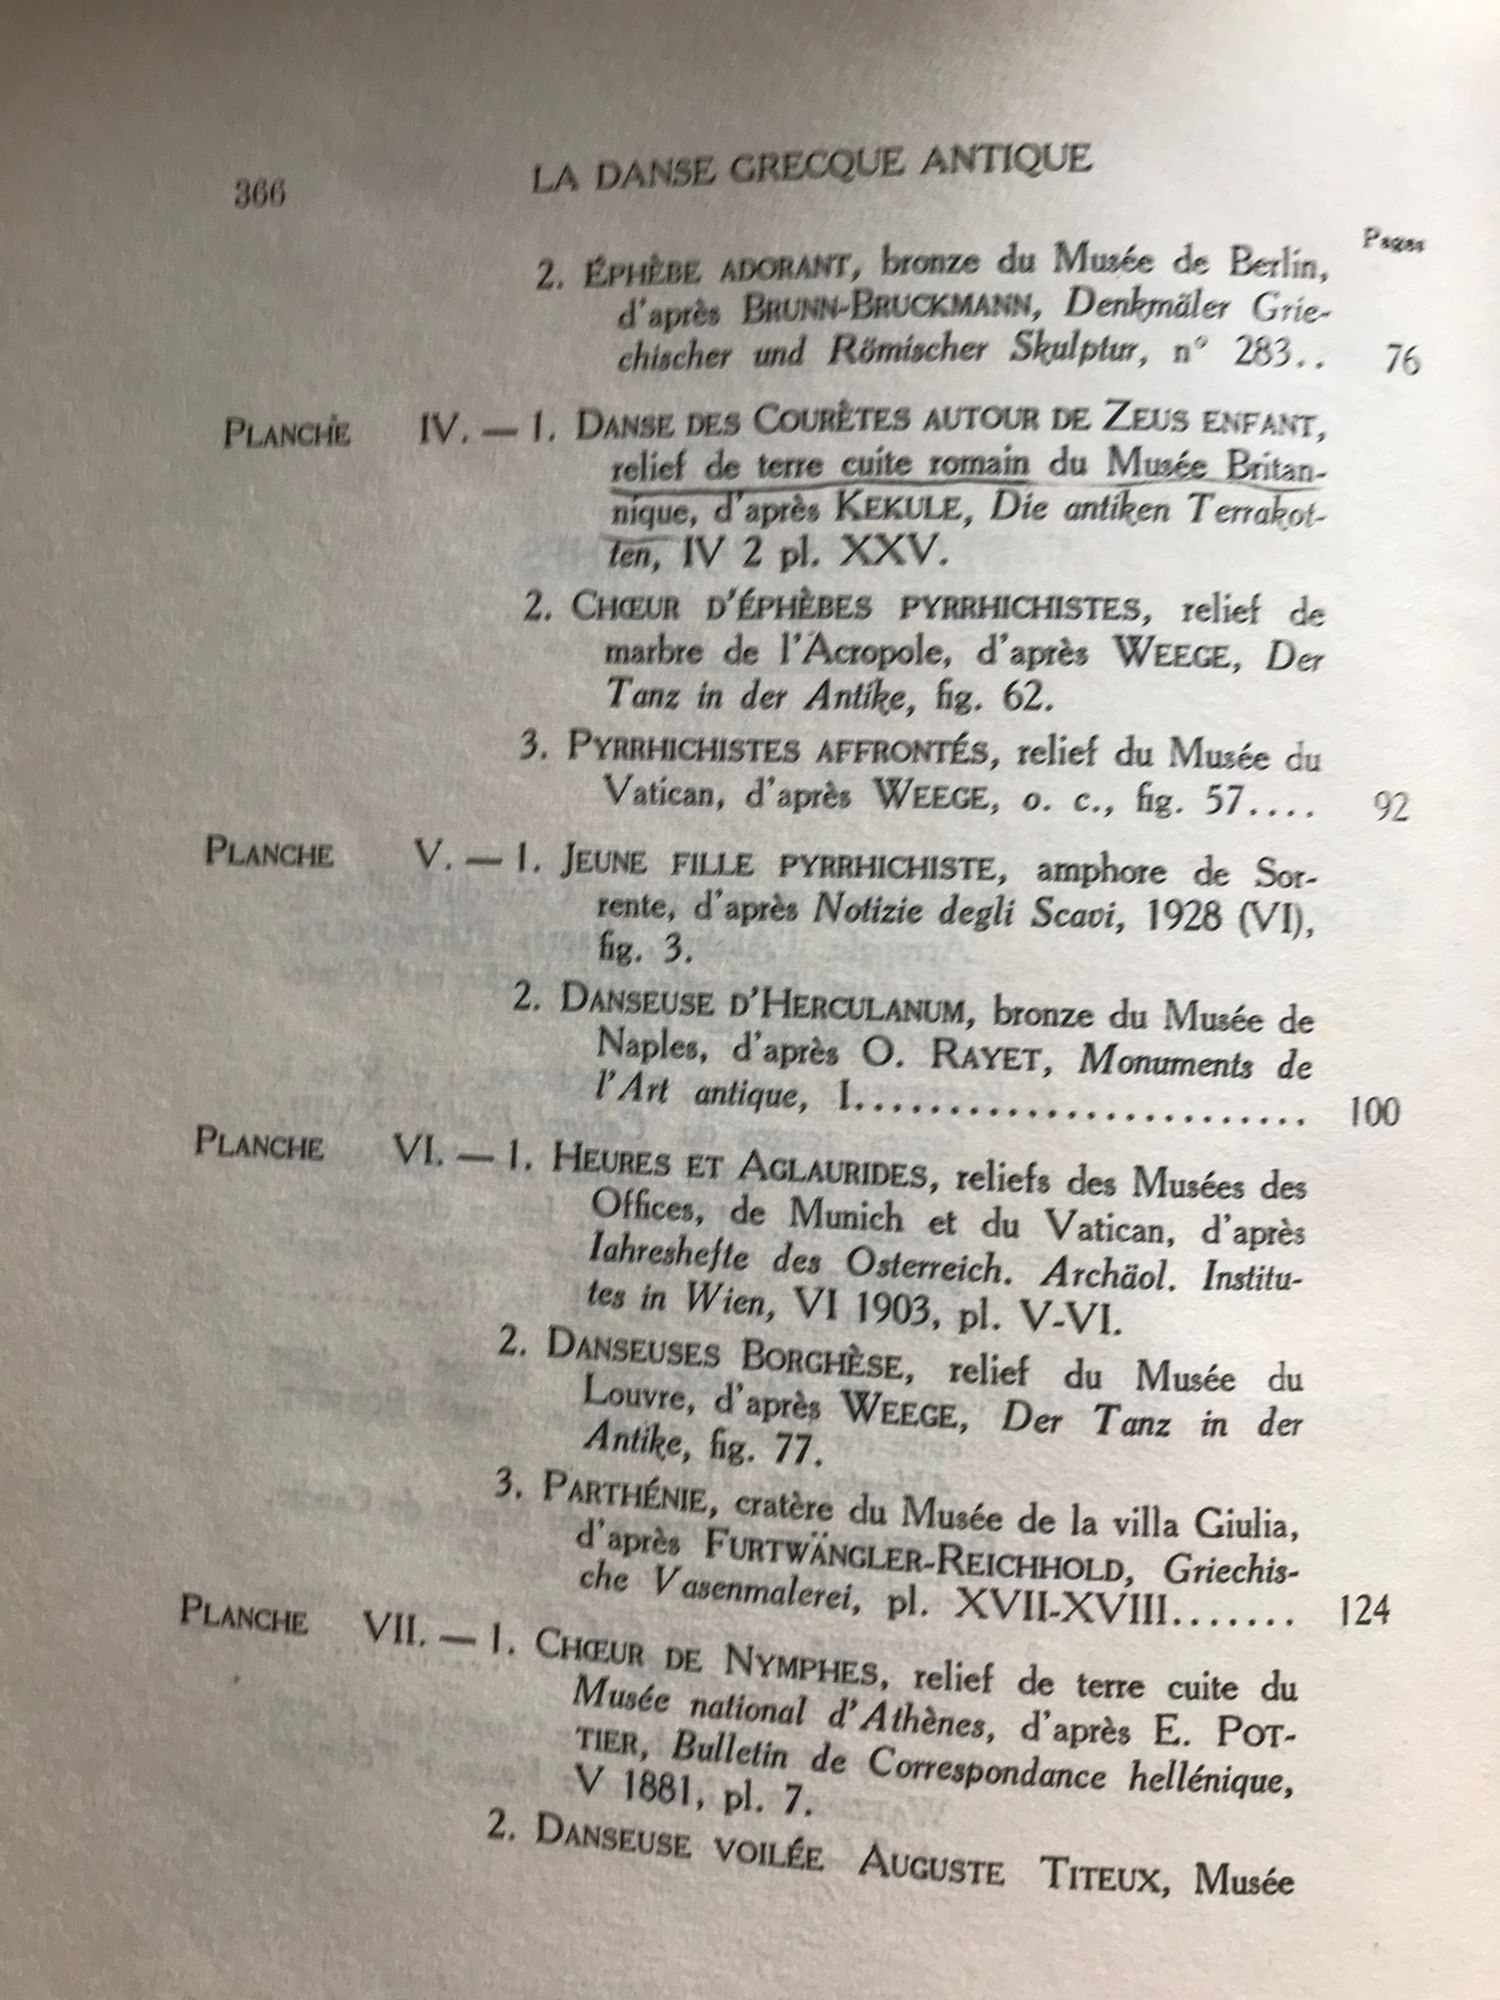 366
LA DANSE GRECQUE ANTIQUE
Pages
2. ÉPHÈBE ADORANT, bronze du Musée de Berlin,
d'après BRUNN-BRUCKMANN, Denkmäler Grie-
chischer und Römischer Skulptur, n° 283.. 76
PLANCHE IV. — 1. DANSE DES COURÈTES AUTOUR DE ZEUS ENFANT,
relief de terre cuite romain du Musée Britan-
nique, d'après KEKULE, Die antiken Terrakot-
ten, IV 2 pl. XXV.
2. CHŒUR D'ÉPHÈBES PYRRHICHISTES, relief de
marbre de l'Acropole, d'après WEEGE, Der
Tanz in der Antike, fig. 62.
3. PYRRHICHISTES AFFRONTÉS, relief du Musée du
Vatican, d'après WEEGE, o. c., fig. 57.... 92
PLANCHE V. — 1. JEUNE FILLE PYRRHICHISTE, amphore de Sor-
rente, d'après Notizie degli Scavi, 1928 (VI),
fig. 3.
2. DANSEUSE D'HERCULANUM, bronze du Musée de
Naples, d'après O. RAYET, Monuments de
l'Art antique, I........................ 100
PLANCHE VI. — 1. HEURES ET AGLAURIDES, reliefs des Musées des
Offices, de Munich et du Vatican, d'après
Iahreshefte des Osterreich. Archäol. Institu-
tes in Wien, VI 1903, pl. V-VI.
2. DANSEUSES BORGHÈSE, relief du Musée du
Louvre, d'après WEEGE, Der Tanz in der
Antike, fig. 77.
3. PARTHÉNIE, cratère du Musée de la villa Giulia,
d'après FURTWÄNGLER-REICHHOLD, Griechis-
che Vasenmalerei, pl. XVII-XVIII....... 124
PLANCHE VII. — 1. CHŒUR DE NYMPHES, relief de terre cuite du
Musée national d'Athènes, d'après E. POT-
TIER, Bulletin de Correspondance hellénique,
V 1881, pl. 7.
2. DANSEUSE VOILÉE AUGUSTE TITEUX, Musée